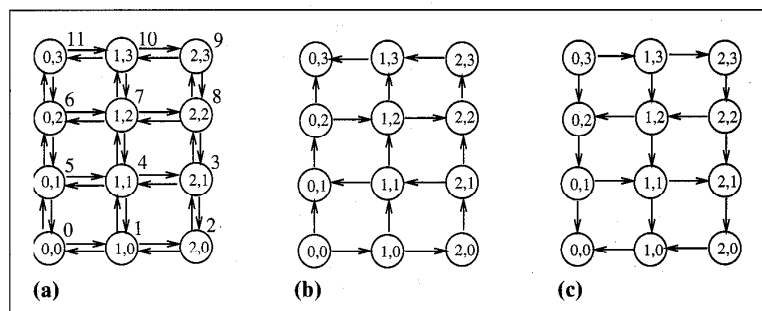 11 10 9
0,3 1,3 2,3 0,3 1,3 2,3 0,3 1,3 2,3
6 7 8
0,2 1,2 2,2 0,2 1,2 2,2 0,2 1,2 2,2
5 4 3
0,1 1,1 2,1 0,1 1,1 2,1 0,1 1,1 2,1
0 1 2
0,0 1,0 2,0 0,0 1,0 2,0 0,0 1,0 2,0
(a) (b) (c)